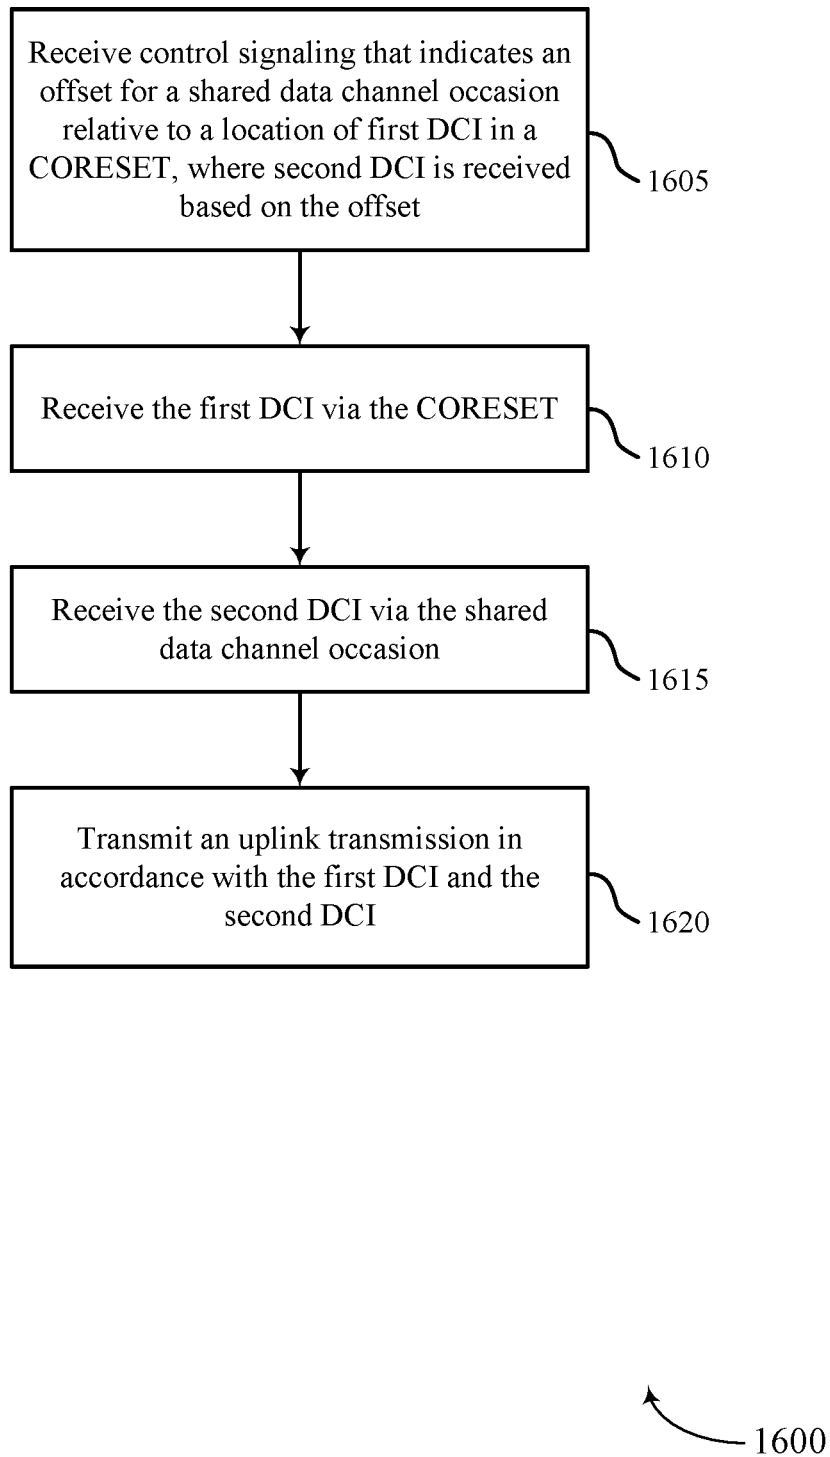 Receive control signaling that indicates an
offset for a shared data channel occasion
relative to a location of first DCI in a
CORESET, where second DCI is received
based on the offset
1605
Receive the first DCI via the CORESET
1610
Receive the second DCI via the shared
data channel occasion
1615
Transmit an uplink transmission in
accordance with the first DCI and the
second DCI
1620
1600